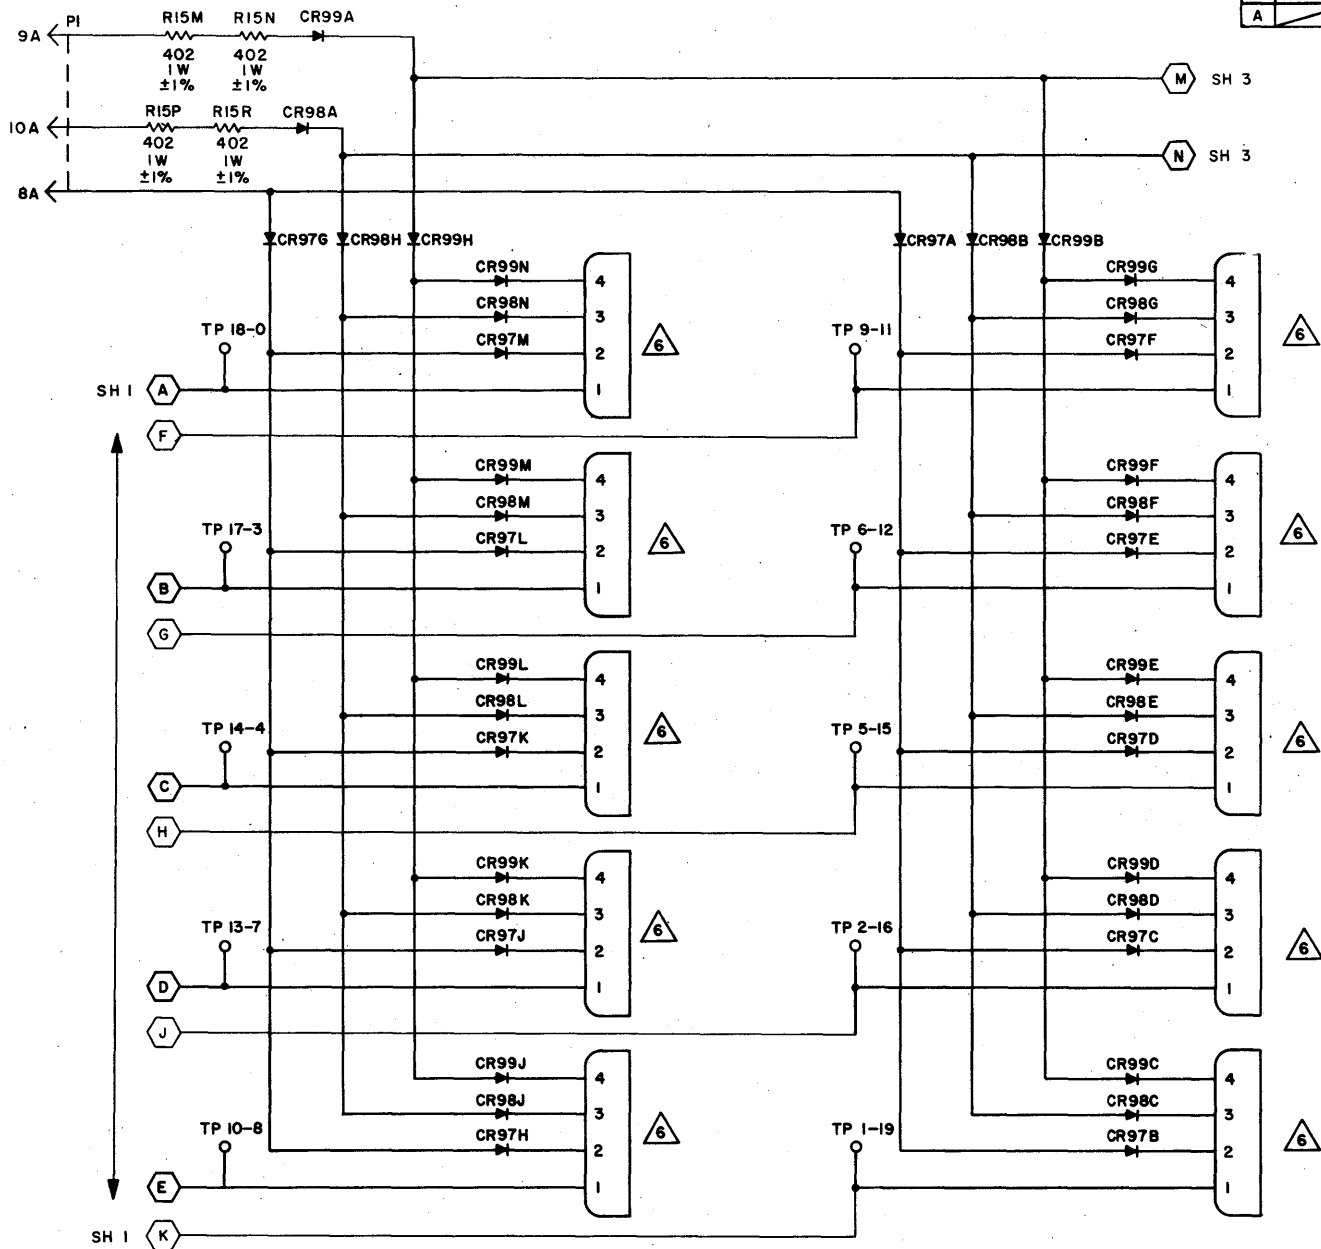 A
P1
9A
R15M R15N CR99A
402 402
1W 1W
±1% ±1%
M SH 3
10A
R15P R15R CR98A
402 402
1W 1W
±1% ±1%
N SH 3
8A
CR97G CR98H CR99H
CR97A CR98B CR99B
CR99N 4
CR98N 3
CR97M 2
1
6
TP 18-0
SH 1 A
CR99G 4
CR98G 3
CR97F 2
1
6
TP 9-11
F
CR99M 4
CR98M 3
CR97L 2
1
6
TP 17-3
B
CR99F 4
CR98F 3
CR97E 2
1
6
TP 6-12
G
CR99L 4
CR98L 3
CR97K 2
1
6
TP 14-4
C
CR99E 4
CR98E 3
CR97D 2
1
6
TP 5-15
H
CR99K 4
CR98K 3
CR97J 2
1
6
TP 13-7
D
CR99D 4
CR98D 3
CR97C 2
1
6
TP 2-16
J
CR99J 4
CR98J 3
CR97H 2
1
6
TP 10-8
E
CR99C 4
CR98C 3
CR97B 2
1
6
TP 1-19
SH 1 K